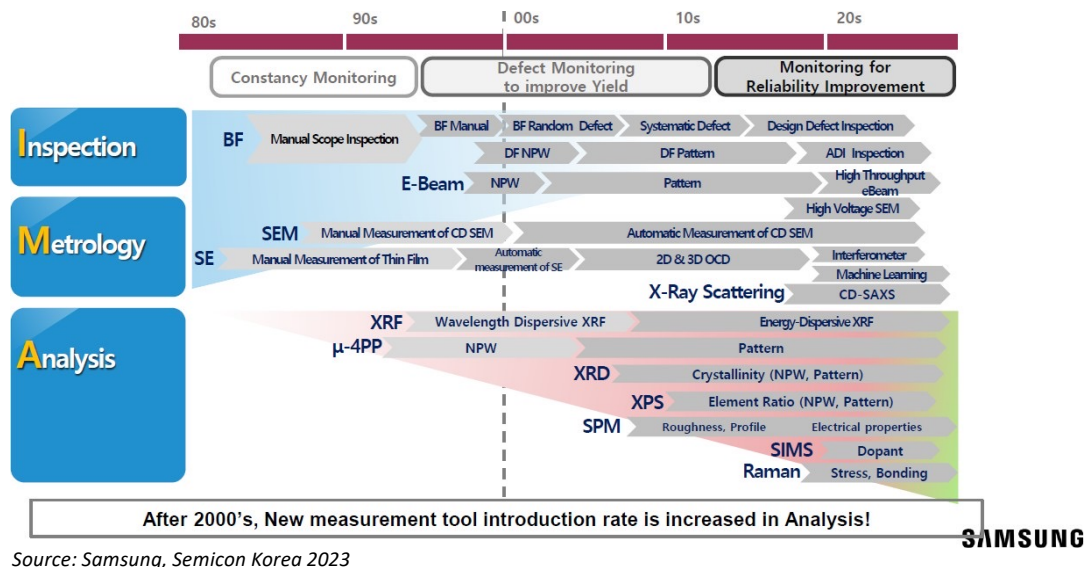 80s 90s 00s 10s 20s
Constancy Monitoring
Defect Monitoring
to improve Yield
Monitoring for
Reliability Improvement
Inspection
BF
Manual Scope Inspection
BF Manual
BF Random Defect
Systematic Defect
Design Defect Inspection
DF NPW
DF Pattern
ADI Inspection
E-Beam
NPW
Pattern
High Throughput
eBeam
High Voltage SEM
Metrology
SEM
Manual Measurement of CD SEM
Automatic Measurement of CD SEM
SE
Manual Measurement of Thin Film
Automatic
measurement of SE
2D & 3D OCD
Interferometer
Machine Learning
X-Ray Scattering
CD-SAXS
Analysis
XRF
Wavelength Dispersive XRF
Energy-Dispersive XRF
μ-4PP
NPW
Pattern
XRD
Crystallinity (NPW, Pattern)
XPS
Element Ratio (NPW, Pattern)
SPM
Roughness, Profile
Electrical properties
SIMS
Dopant
Raman
Stress, Bonding
After 2000's, New measurement tool introduction rate is increased in Analysis!
SAMSUNG
Source: Samsung, Semicon Korea 2023